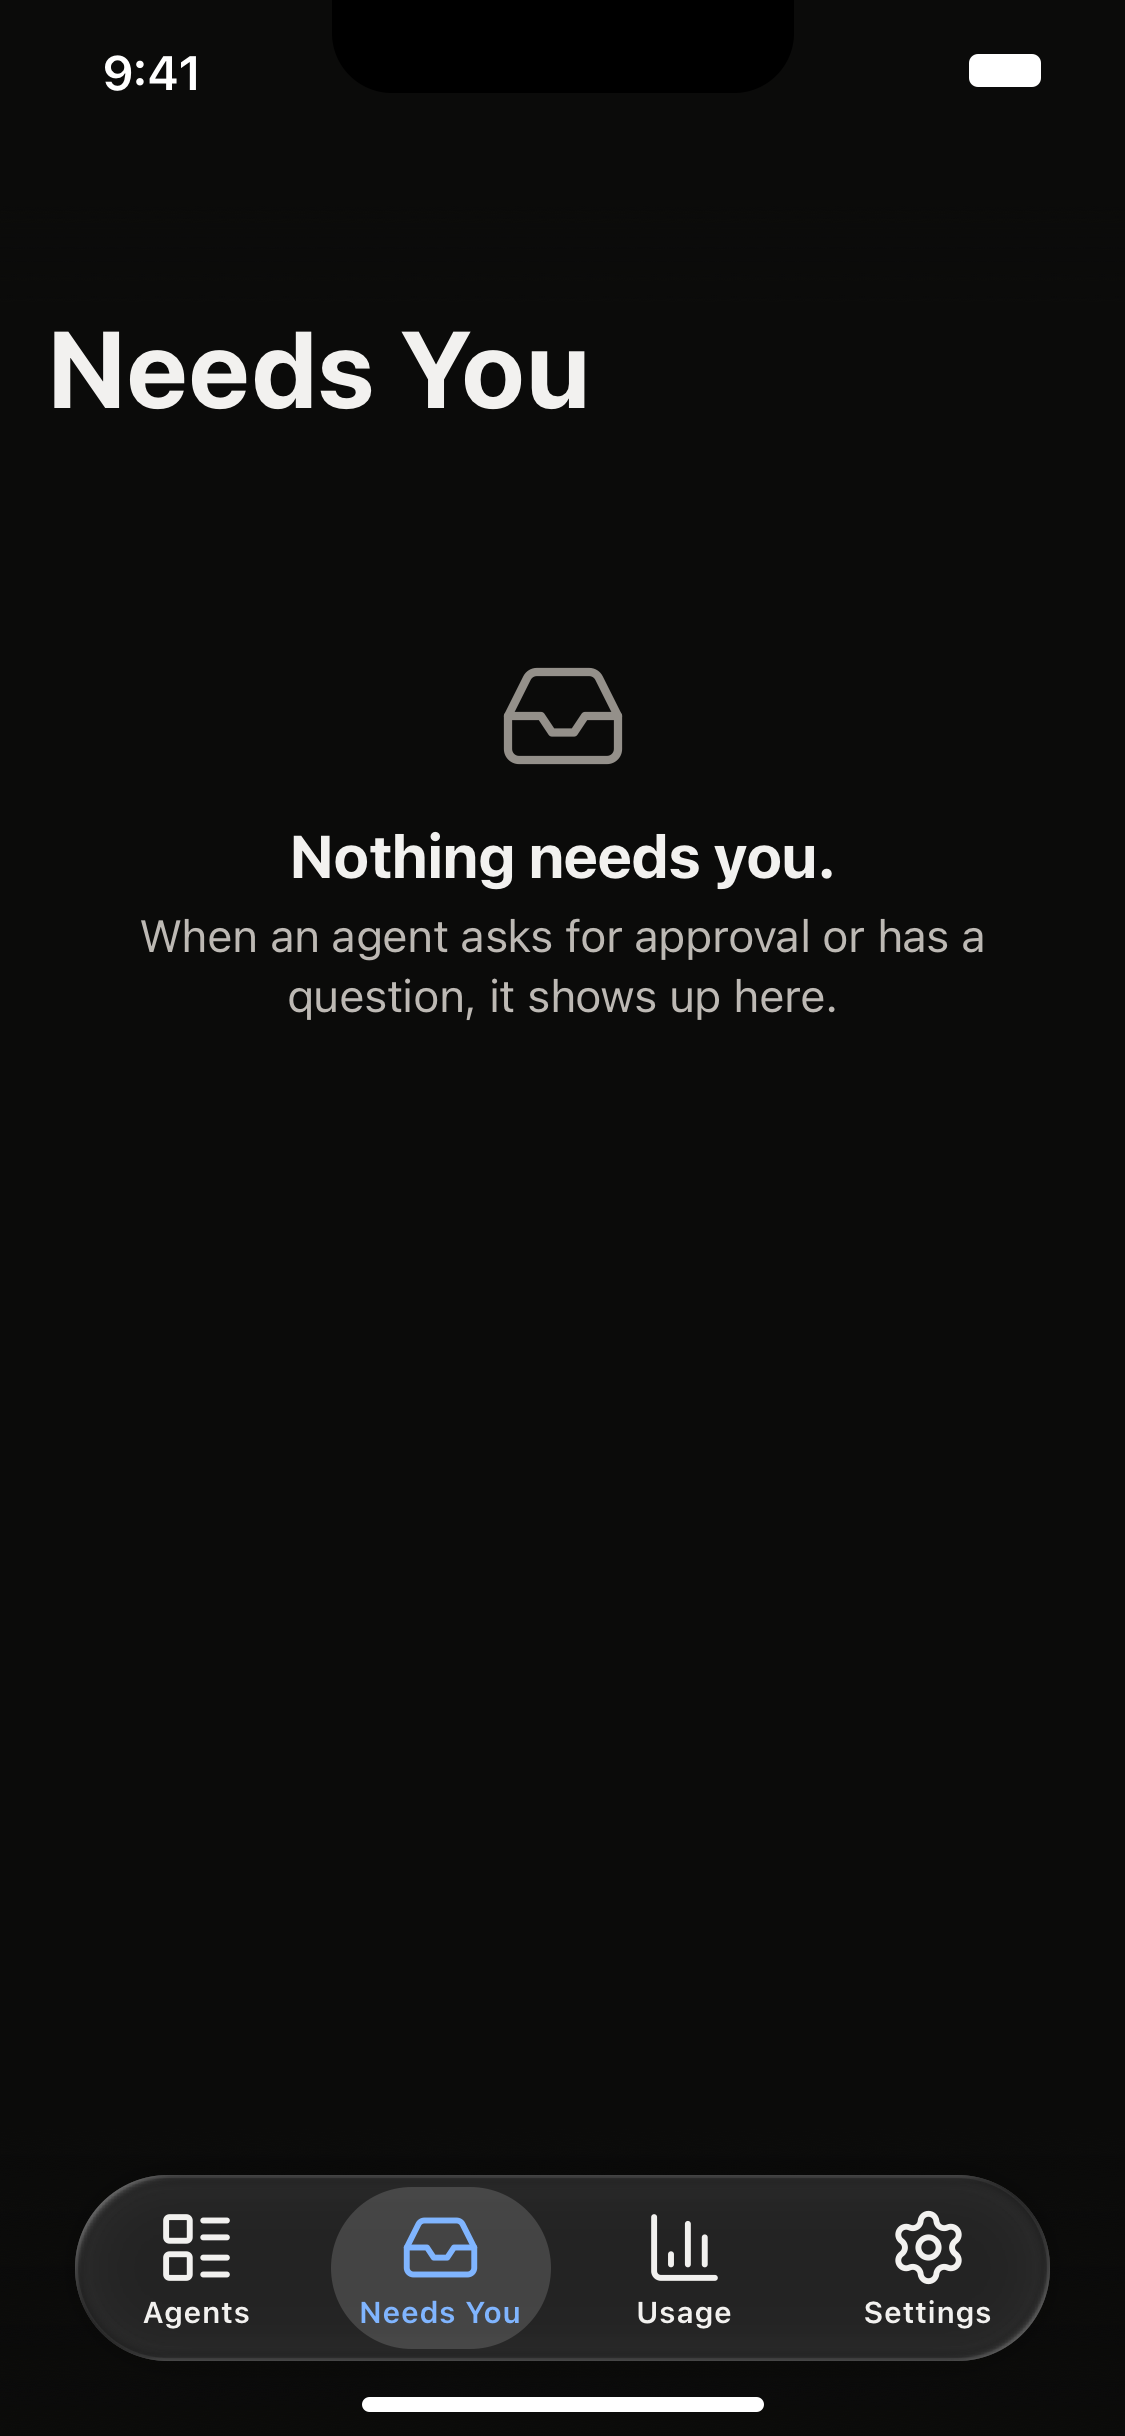 9:41
Needs You
Nothing needs you.
When an agent asks for approval or has a
question, it shows up here.
Agents
Needs You
Usage
Settings